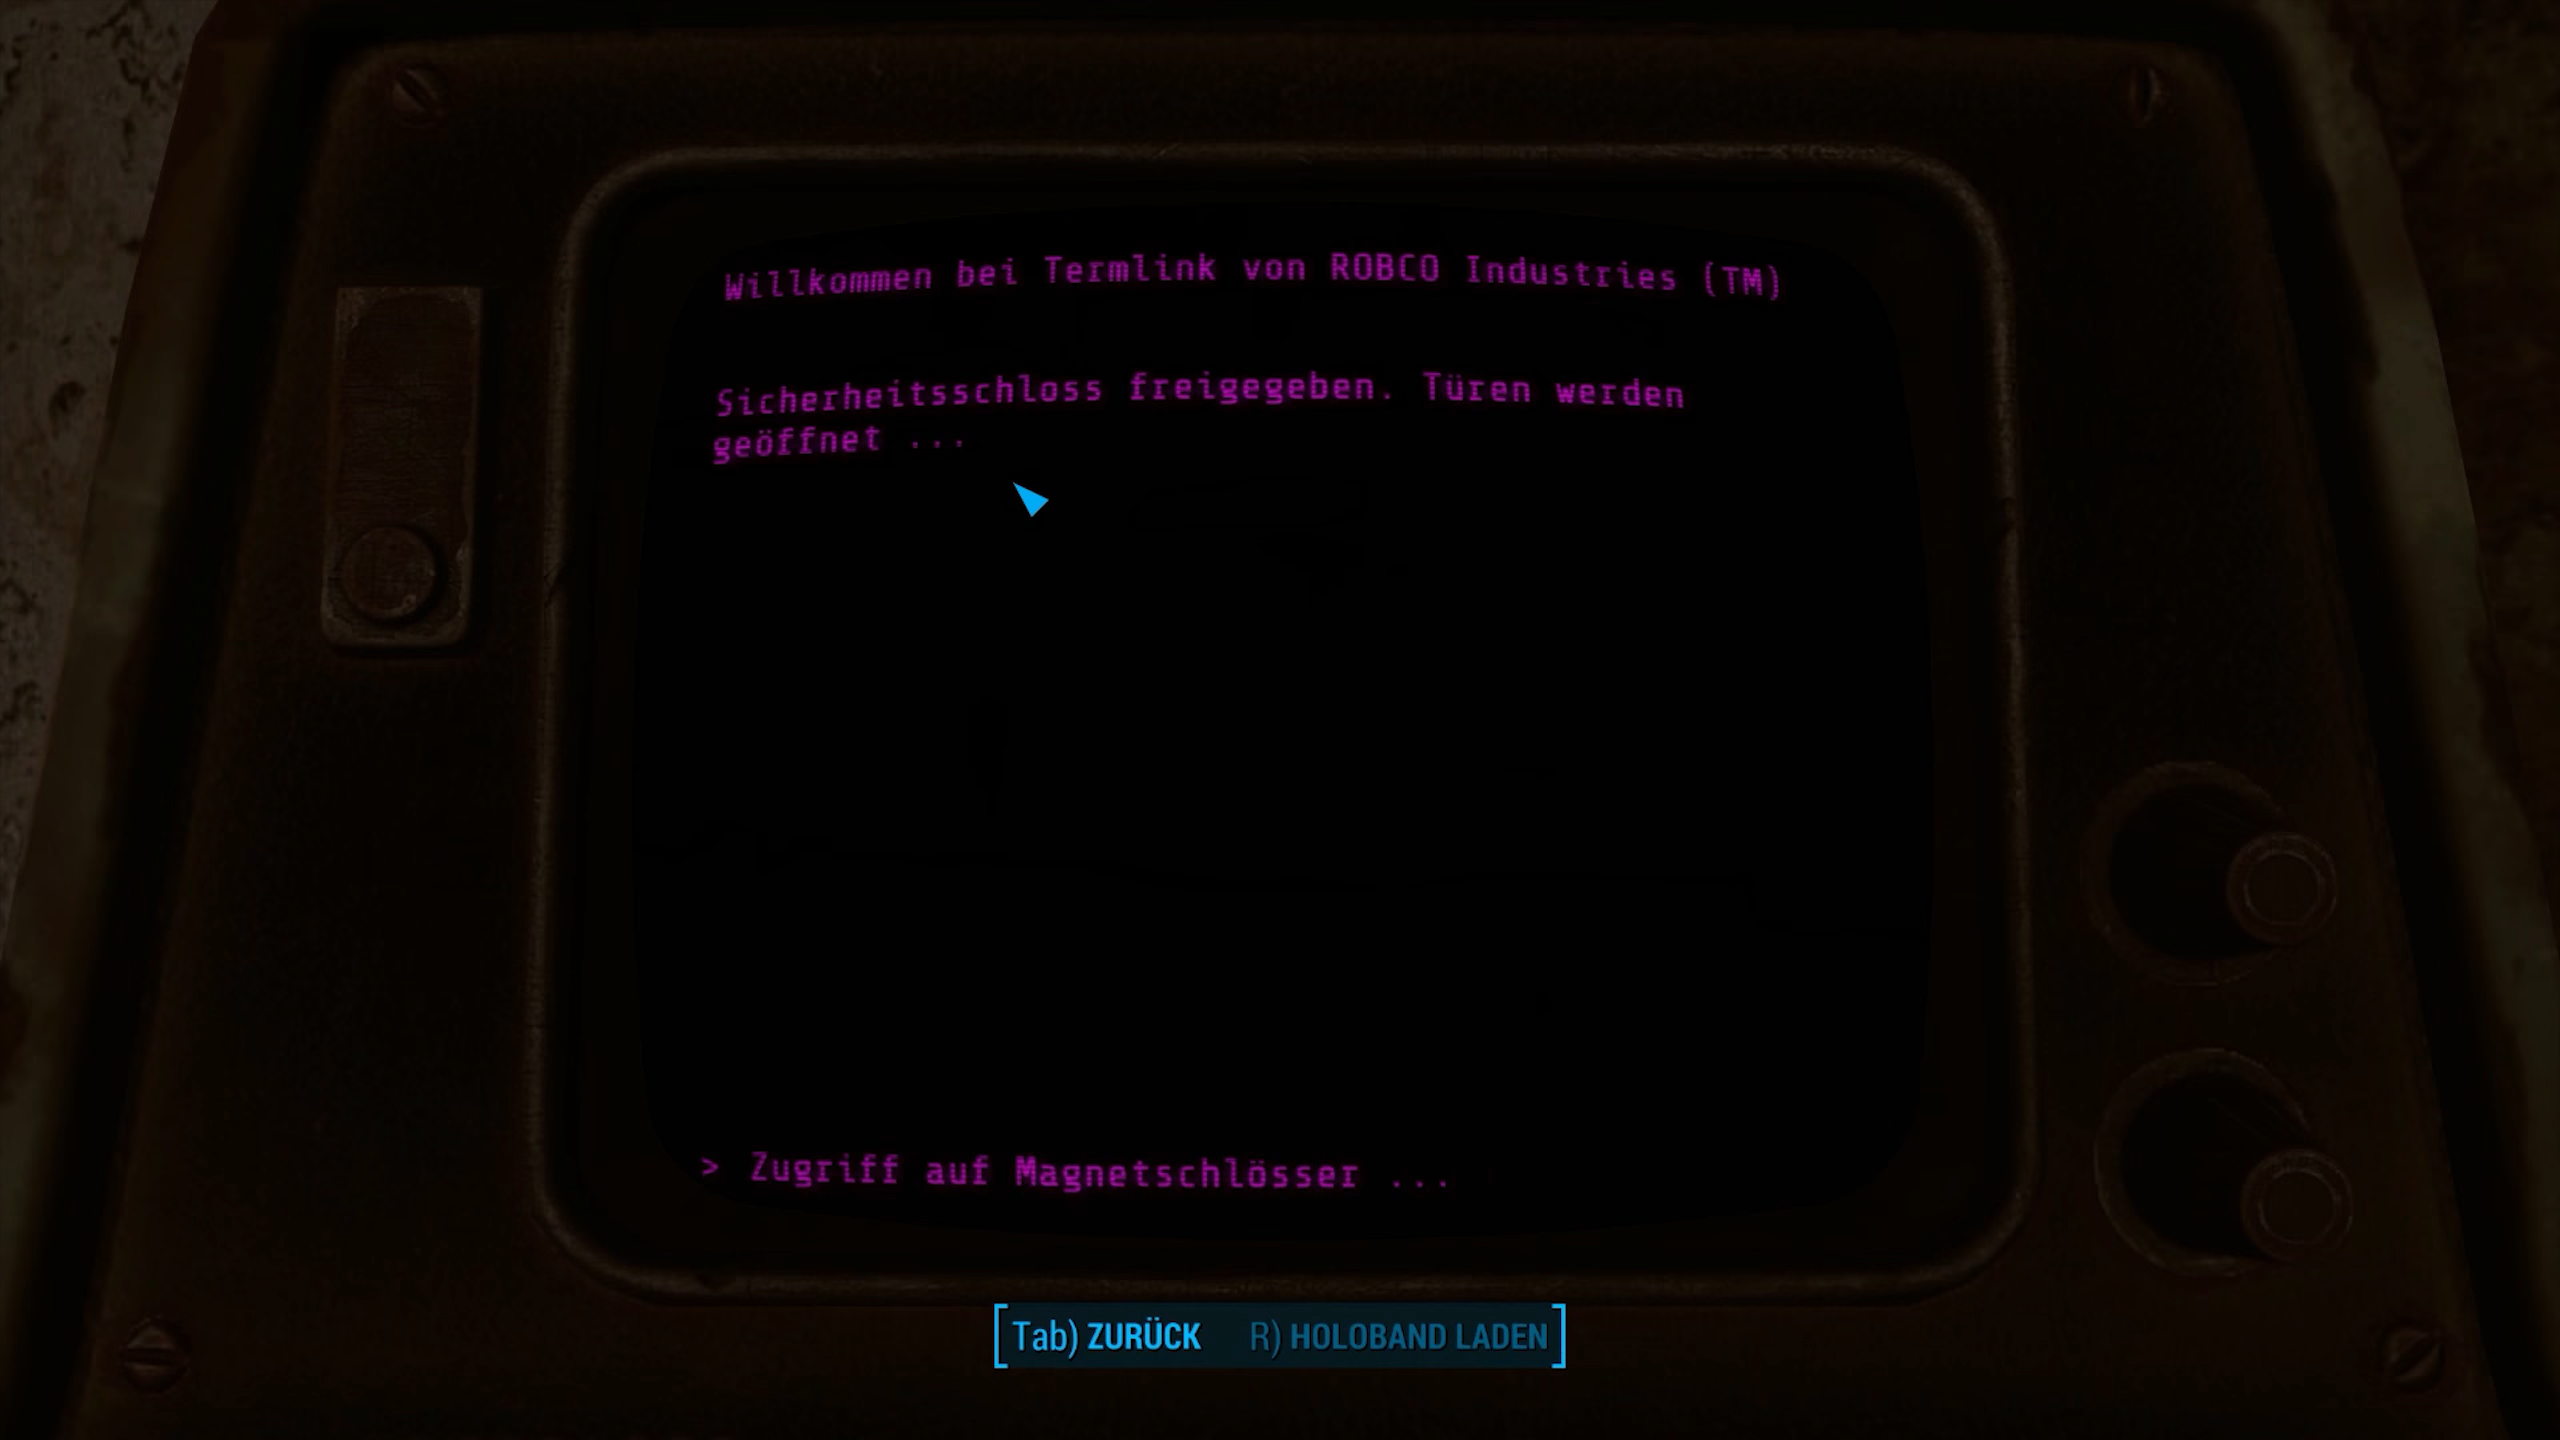 Willkommen bei Termlink von ROBCO Industries (TM)
Sicherheitsschloss freigegeben. Türen werden
geöffnet ...
> Zugriff auf Magnetschlösser ...
Tab) ZURÜCK R) HOLOBAND LADEN